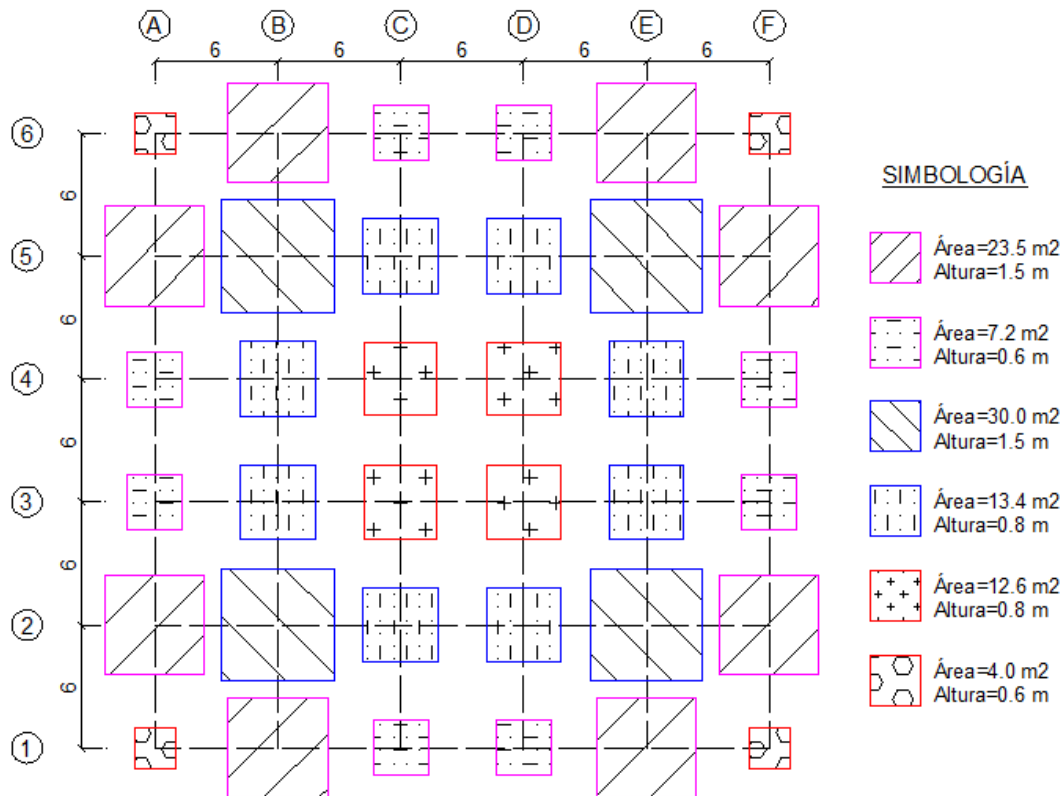 A B C D E F
6 6 6 6 6
6
6
5
6
4
6
3
6
2
6
1
SIMBOLOGÍA
Área=23.5 m2
Altura=1.5 m
Área=7.2 m2
Altura=0.6 m
Área=30.0 m2
Altura=1.5 m
Área=13.4 m2
Altura=0.8 m
Área=12.6 m2
Altura=0.8 m
Área=4.0 m2
Altura=0.6 m